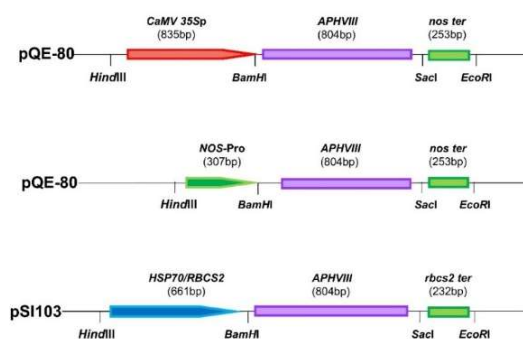 CaMV 35Sp APHVIII nos ter
(835bp) (804bp) (253bp)
pQE-80
HindIII BamHI SacI EcoRI
NOS-Pro APHVIII nos ter
(307bp) (804bp) (253bp)
pQE-80
HindIII BamHI SacI EcoRI
HSP70/RBCS2 APHVIII rbcs2 ter
(661bp) (804bp) (232bp)
pSI103
HindIII BamHI SacI EcoRI